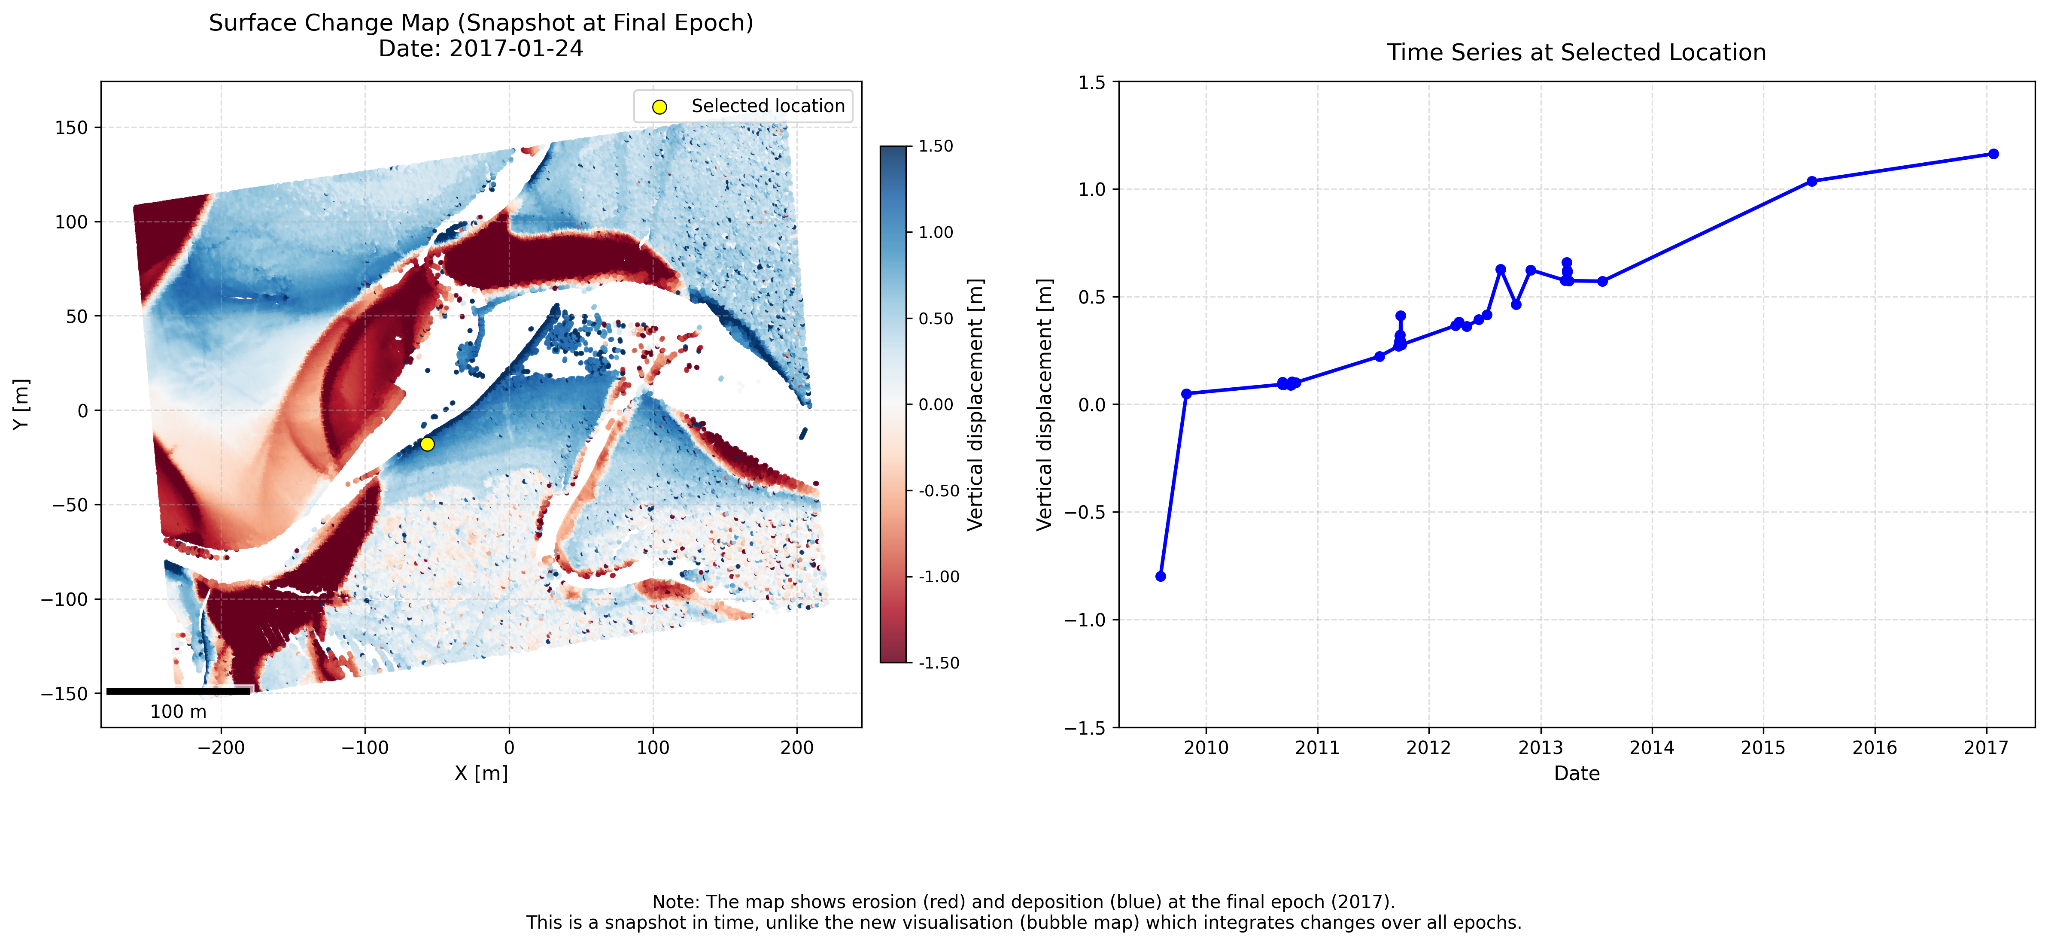 Surface Change Map (Snapshot at Final Epoch)
Date: 2017-01-24
Selected location
150
100
50
0
−50
−100
−150
Y [m]
100 m
−200
−100
0
100
200
X [m]
1.50
1.00
0.50
0.00
-0.50
-1.00
-1.50
Vertical displacement [m]
Time Series at Selected Location
1.5
1.0
0.5
0.0
−0.5
−1.0
−1.5
Vertical displacement [m]
2010
2011
2012
2013
2014
2015
2016
2017
Date
Note: The map shows erosion (red) and deposition (blue) at the final epoch (2017).
This is a snapshot in time, unlike the new visualisation (bubble map) which integrates changes over all epochs.